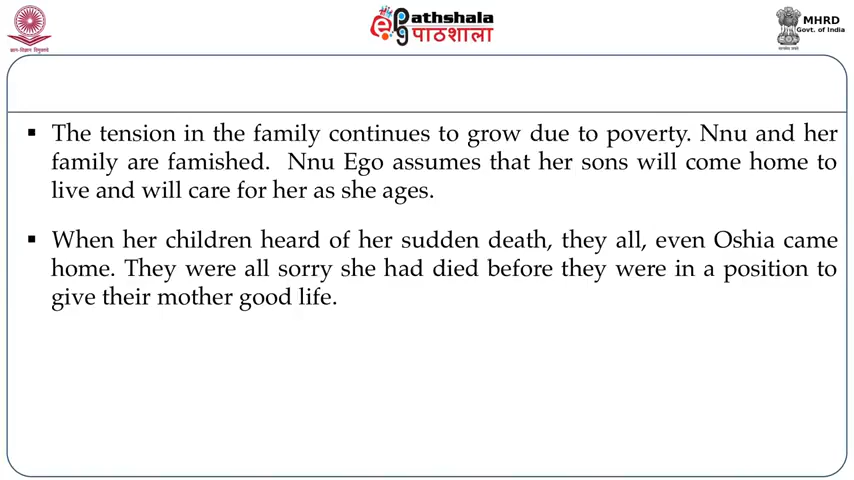 ePathshala
पाठशाला
MHRD
Govt. of India
▪ The tension in the family continues to grow due to poverty. Nnu and her
family are famished. Nnu Ego assumes that her sons will come home to
live and will care for her as she ages.
▪ When her children heard of her sudden death, they all, even Oshia came
home. They were all sorry she had died before they were in a position to
give their mother good life.